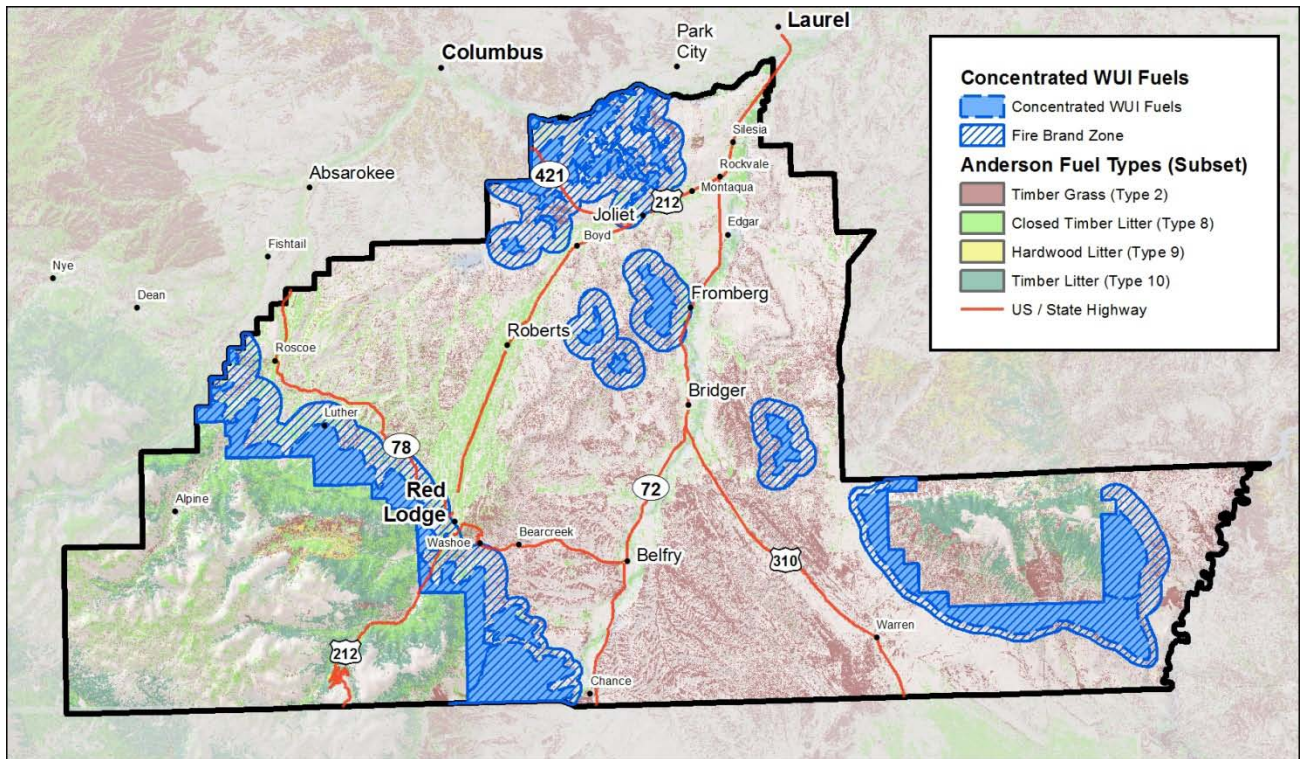 Laurel
Park
City
Columbus
Silesia
Rockvale
421
Montaqua
Absarokee
212
Joliet
Edgar
Boyd
Fishtail
Nye
Dean
Fromberg
Roberts
Roscoe
Bridger
Luther
78
72
Alpine
Red
Lodge
Washoe
Bearcreek
Belfry
310
Warren
212
Chance
Concentrated WUI Fuels
Concentrated WUI Fuels
Fire Brand Zone
Anderson Fuel Types (Subset)
Timber Grass (Type 2)
Closed Timber Litter (Type 8)
Hardwood Litter (Type 9)
Timber Litter (Type 10)
US / State Highway